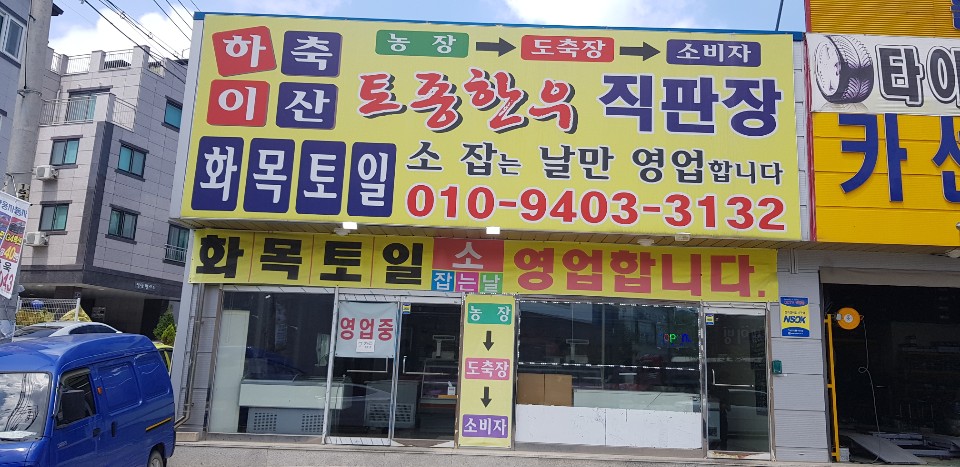 하축
이산
농장 → 도축장 → 소비자
토종한우 직판장
화목토일 소 잡는 날만 영업합니다
010-9403-3132
화목토일 소 잡는날 영업합니다.
영업중
농장
↓
도축장
↓
소비자
타이
카센
NSOK